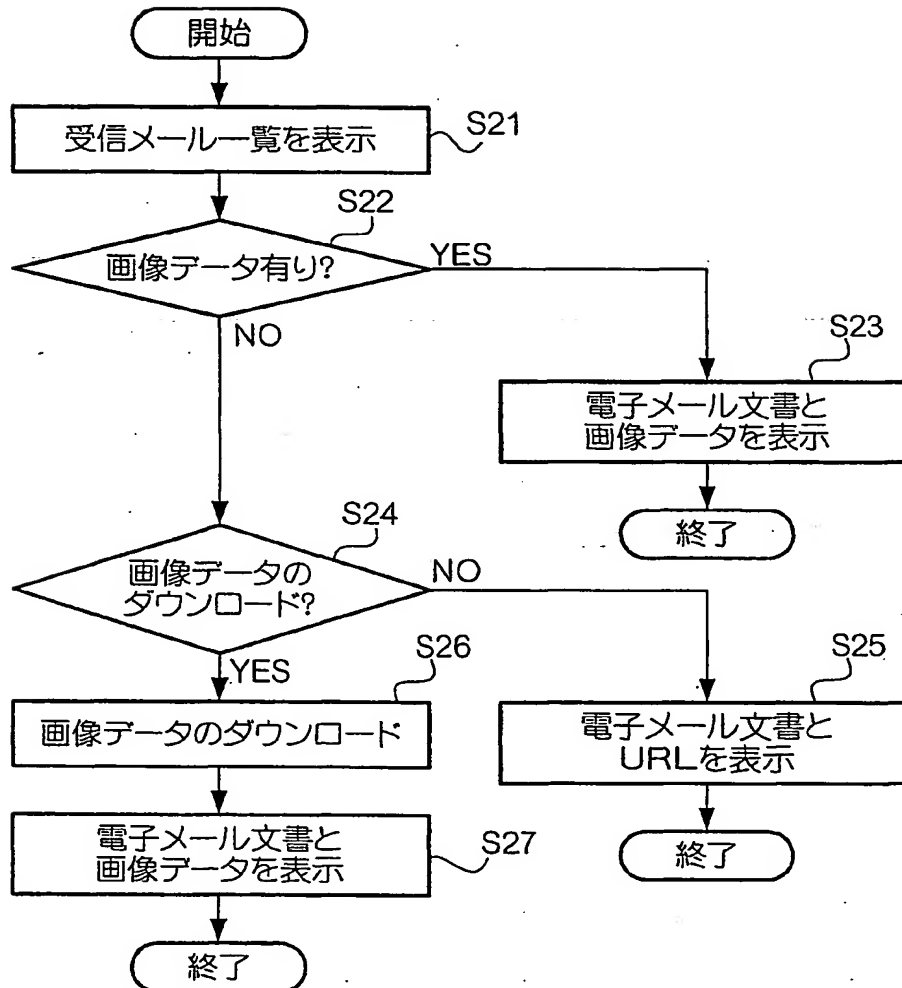 開始
受信メール一覧を表示
S21
S22
画像データ有り?
YES
NO
S23
電子メール文書と
画像データを表示
終了
S24
画像データの
ダウンロード?
NO
YES
S26
画像データのダウンロード
S25
電子メール文書と
URLを表示
終了
電子メール文書と
画像データを表示
S27
終了